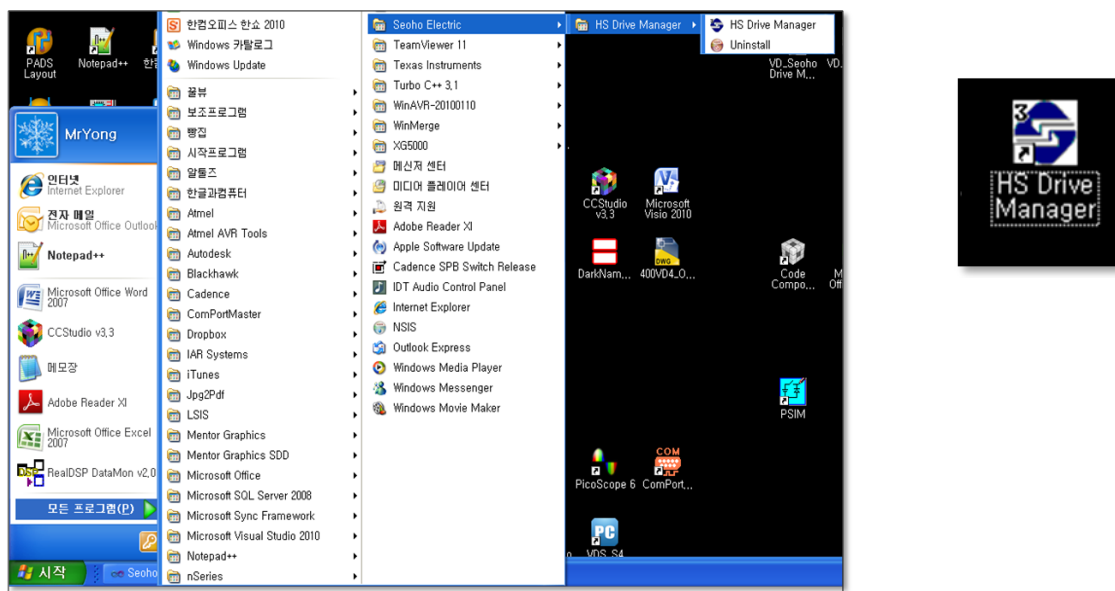 PADS
Layout
Notepad++
MrYong
인터넷
Internet Explorer
전자 메일
Microsoft Office Outlook
Notepad++
Microsoft Office Word
2007
CCStudio v3,3
메모장
Adobe Reader XI
Microsoft Office Excel
2007
RealDSP DataMon v2,0
모든 프로그램(P)
시작
Seoho
한컴오피스 한쇼 2010
Windows 카탈로그
Windows Update
꿀뷰
보조프로그램
빵집
시작프로그램
알툴즈
한글과컴퓨터
Atmel
Atmel AVR Tools
Autodesk
Blackhawk
Cadence
ComPortMaster
Dropbox
IAR Systems
iTunes
Jpg2Pdf
LSIS
Mentor Graphics
Mentor Graphics SDD
Microsoft Office
Microsoft SQL Server 2008
Microsoft Sync Framework
Microsoft Visual Studio 2010
Notepad++
nSeries
Seoho Electric
TeamViewer 11
Texas Instruments
Turbo C++ 3,1
WinAVR-20100110
WinMerge
XG5000
메신저 센터
미디어 플레이어 센터
원격 지원
Adobe Reader XI
Apple Software Update
Cadence SPB Switch Release
IDT Audio Control Panel
Internet Explorer
NSIS
Outlook Express
Windows Media Player
Windows Messenger
Windows Movie Maker
HS Drive Manager
HS Drive Manager
Uninstall
VD_Seoho
Drive M...
VD.
CCStudio
v3,3
Microsoft
Visio 2010
DarkNam...
400VD4_O...
Code
Compo...
PSIM
COM
PicoScope 6
ComPort...
PC
VDS_S4
3
HS Drive
Manager